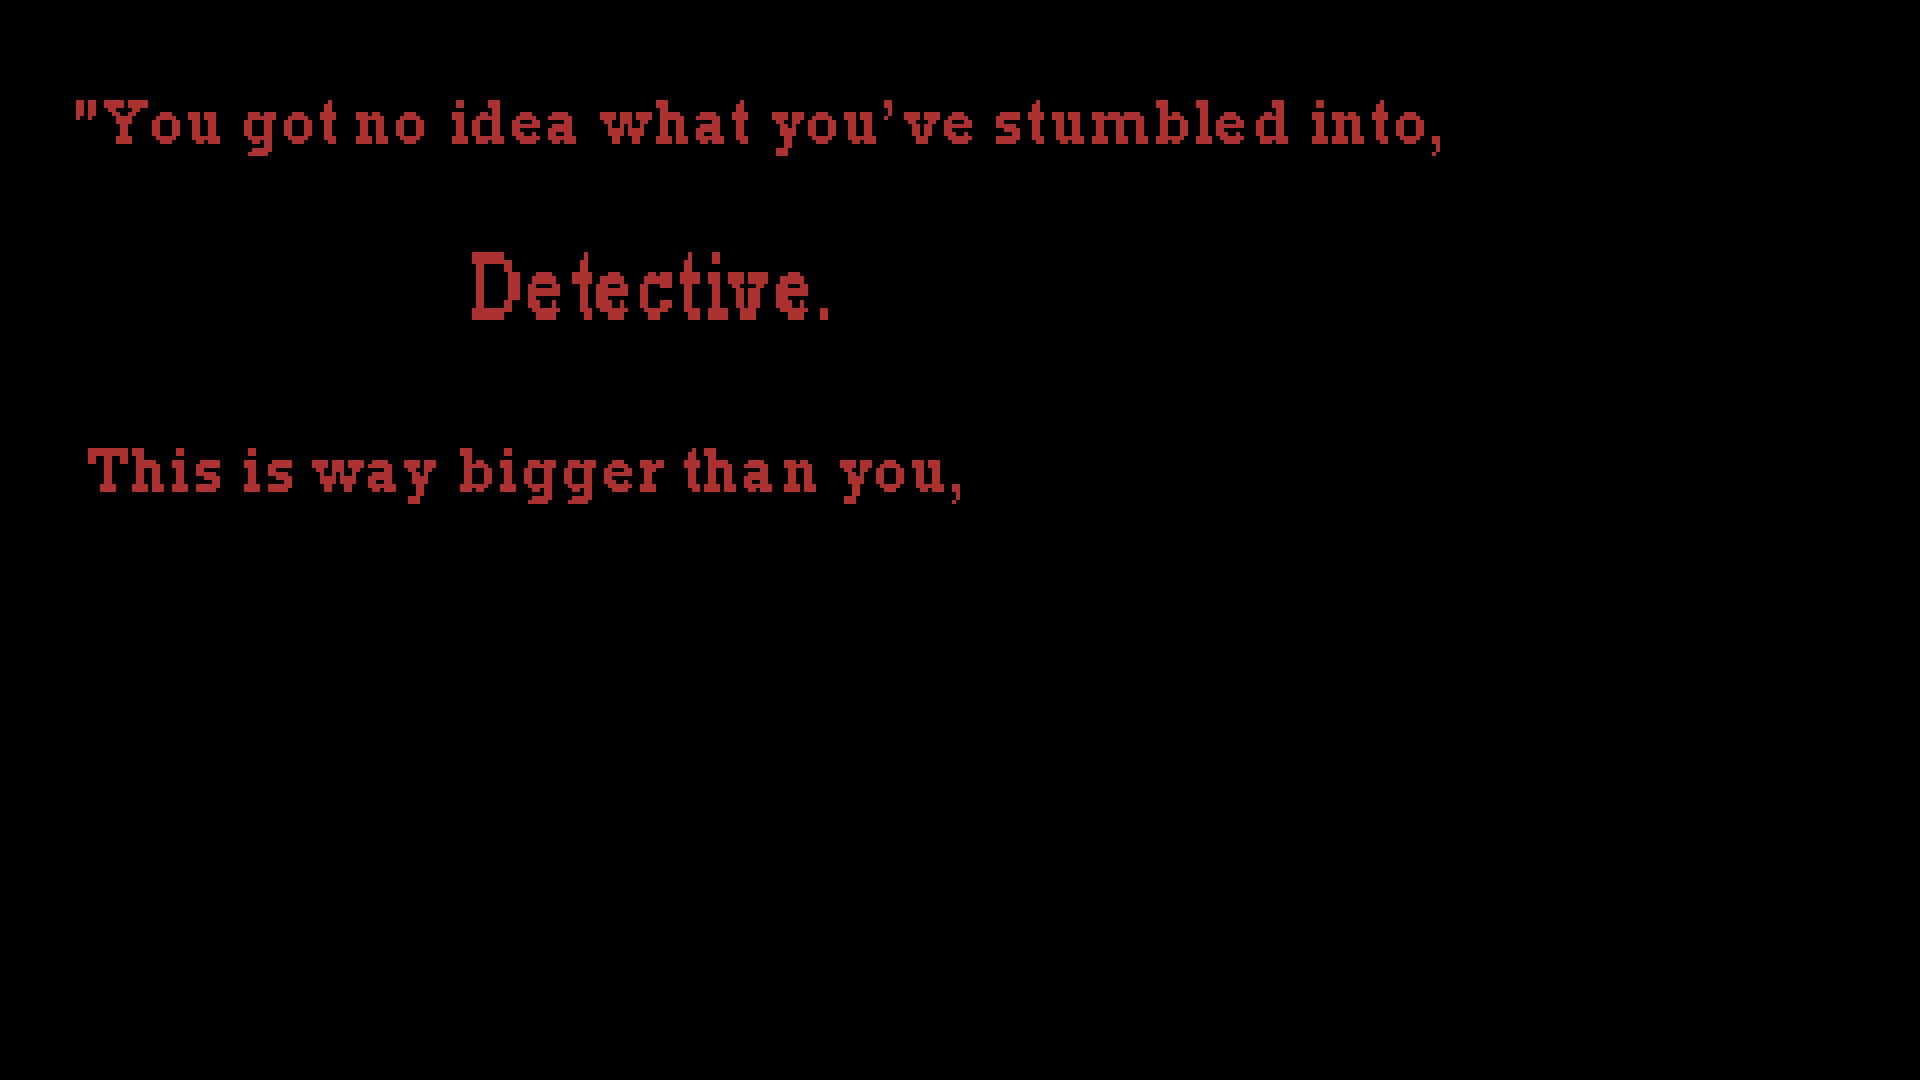 "You got no idea what you've stumbled into,
Detective.
This is way bigger than you,